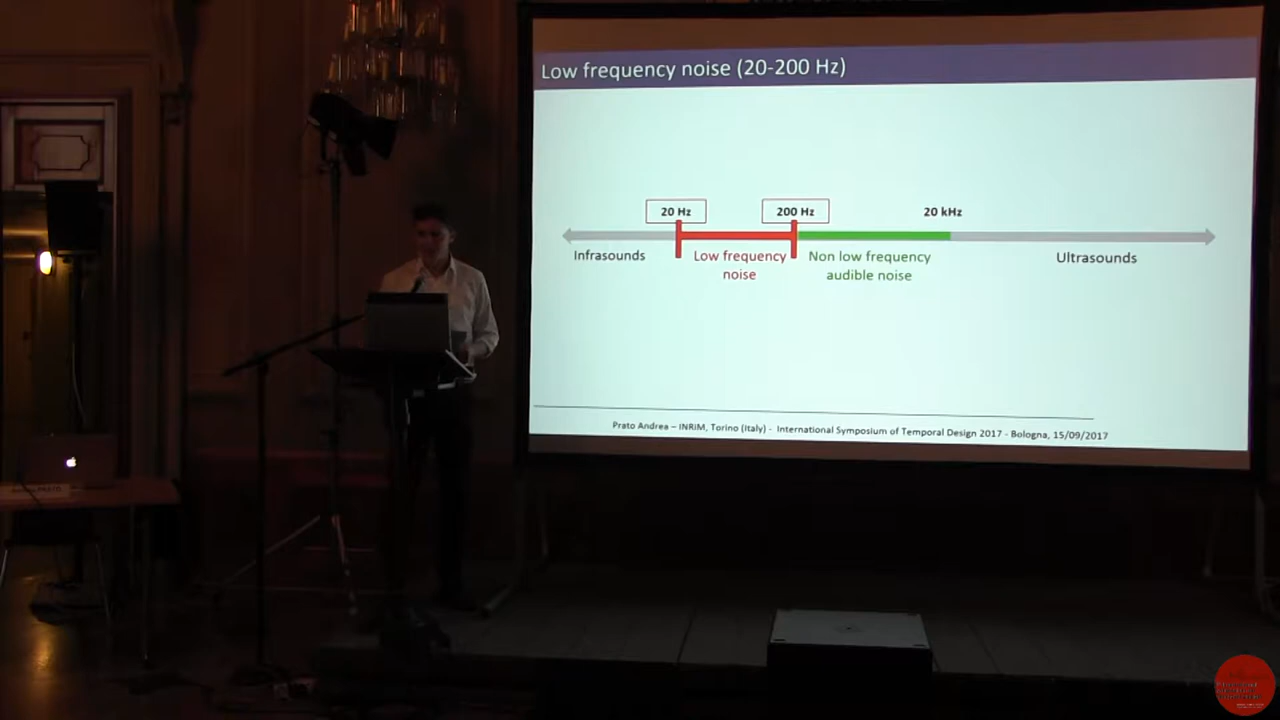 Low frequency noise (20-200 Hz)
20 Hz
200 Hz
20 kHz
Infrasounds
Low frequency
noise
Non low frequency
audible noise
Ultrasounds
Prato Andrea – INRiM, Torino (Italy) - International Symposium of Temporal Design 2017 - Bologna, 15/09/2017